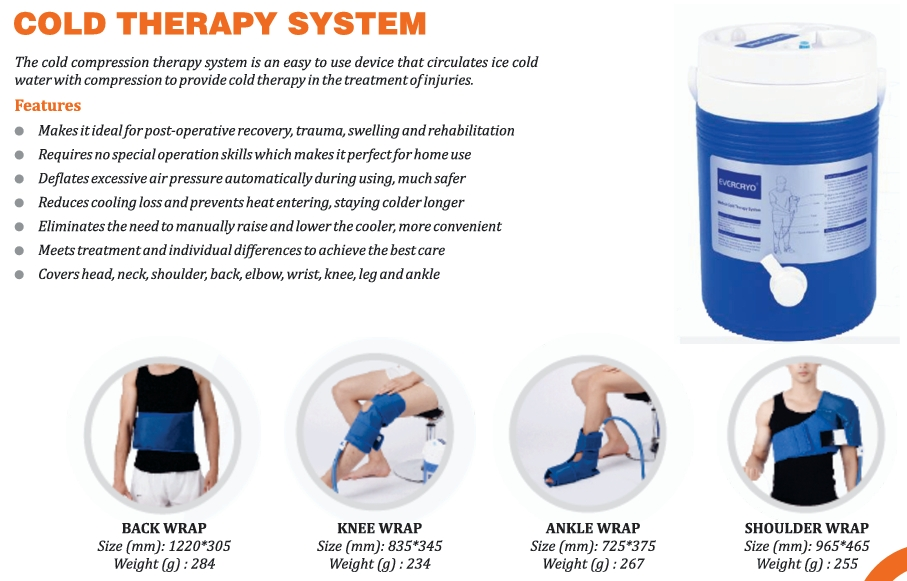 COLD THERAPY SYSTEM
The cold compression therapy system is an easy to use device that circulates ice cold
water with compression to provide cold therapy in the treatment of injuries.
Features
Makes it ideal for post-operative recovery, trauma, swelling and rehabilitation
Requires no special operation skills which makes it perfect for home use
Deflates excessive air pressure automatically during using, much safer
Reduces cooling loss and prevents heat entering, staying colder longer
Eliminates the need to manually raise and lower the cooler, more convenient
Meets treatment and individual differences to achieve the best care
Covers head, neck, shoulder, back, elbow, wrist, knee, leg and ankle
EVERCRYO
BACK WRAP
Size (mm): 1220*305
Weight (g) : 284
KNEE WRAP
Size (mm): 835*345
Weight (g) : 234
ANKLE WRAP
Size (mm): 725*375
Weight (g) : 267
SHOULDER WRAP
Size (mm): 965*465
Weight (g) : 255